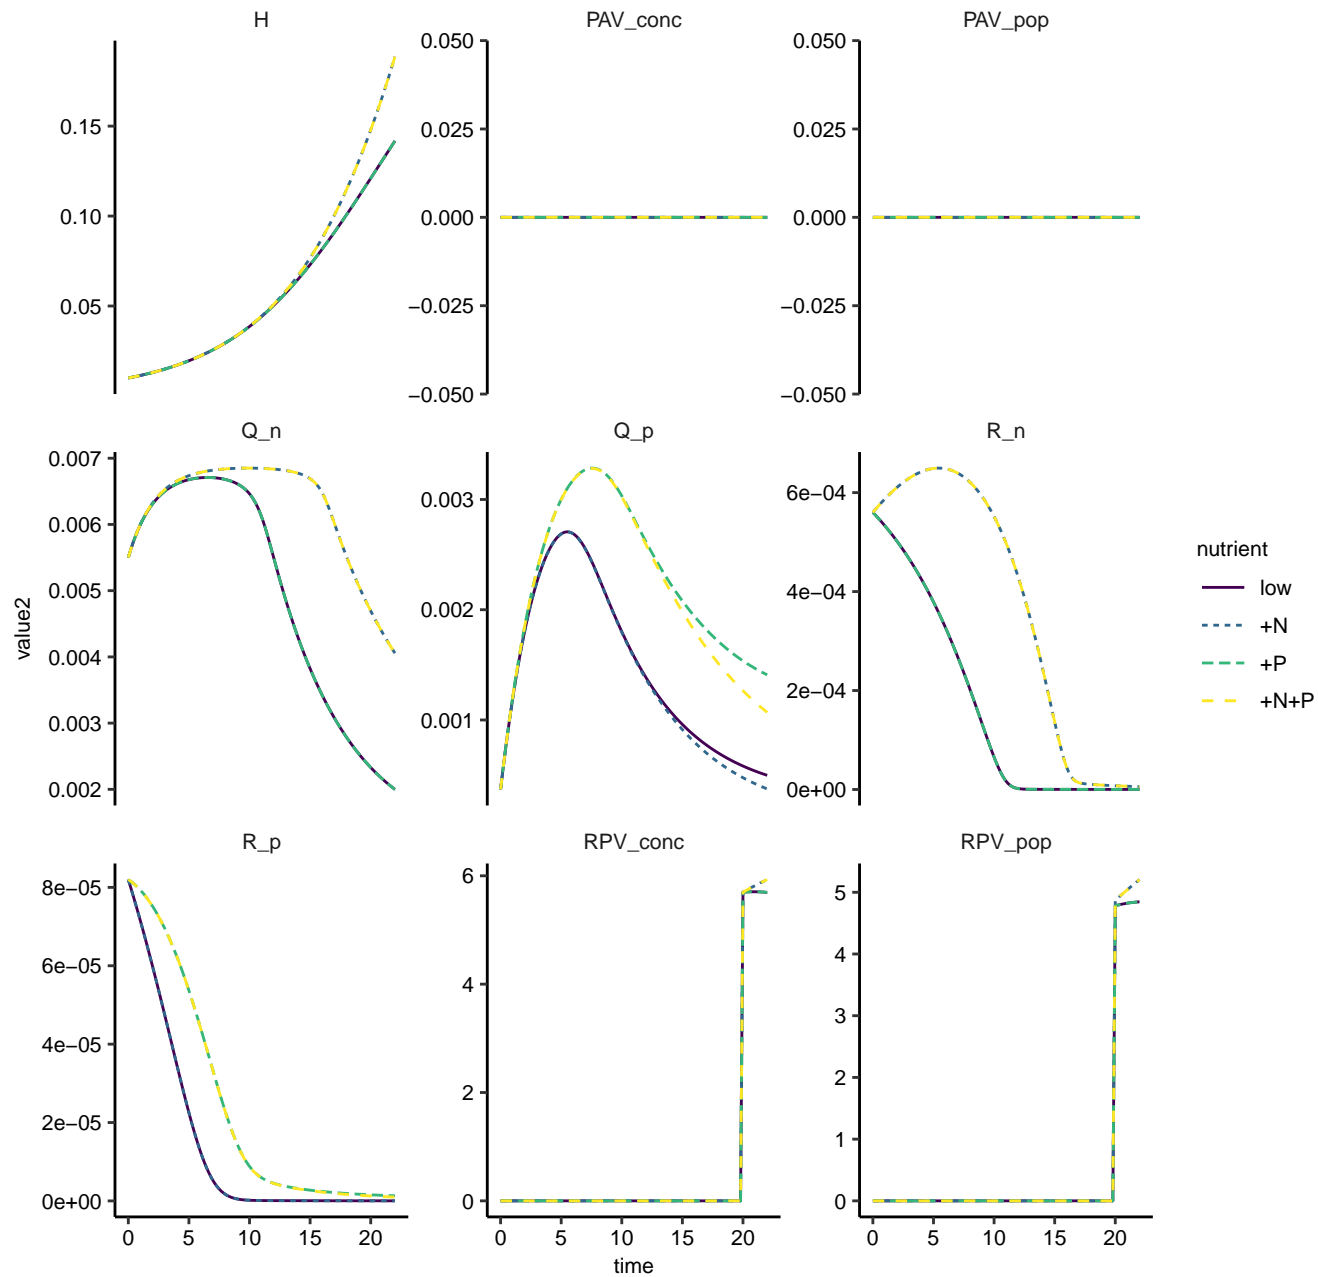 H
PAV_conc
PAV_pop
0.15
0.10
0.05
0.050
0.025
0.000
−0.025
−0.050
0.050
0.025
0.000
−0.025
−0.050
Q_n
Q_p
R_n
0.007
0.006
0.005
0.004
0.003
0.002
0.003
0.002
0.001
6e−04
4e−04
2e−04
0e+00
value2
nutrient
low
+N
+P
+N+P
R_p
RPV_conc
RPV_pop
8e−05
6e−05
4e−05
2e−05
0e+00
6
4
2
0
5
4
3
2
1
0
0 5 10 15 20
0 5 10 15 20
0 5 10 15 20
time